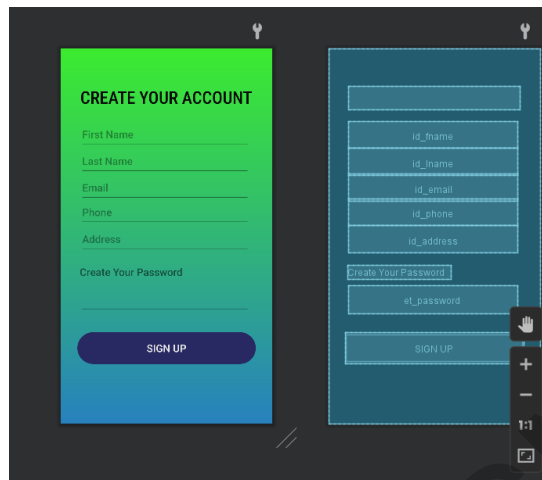 CREATE YOUR ACCOUNT
First Name
Last Name
Email
Phone
Address
Create Your Password
SIGN UP
id_fname
id_lname
id_email
id_phone
id_address
Create Your Password
et_password
SIGN UP
1:1